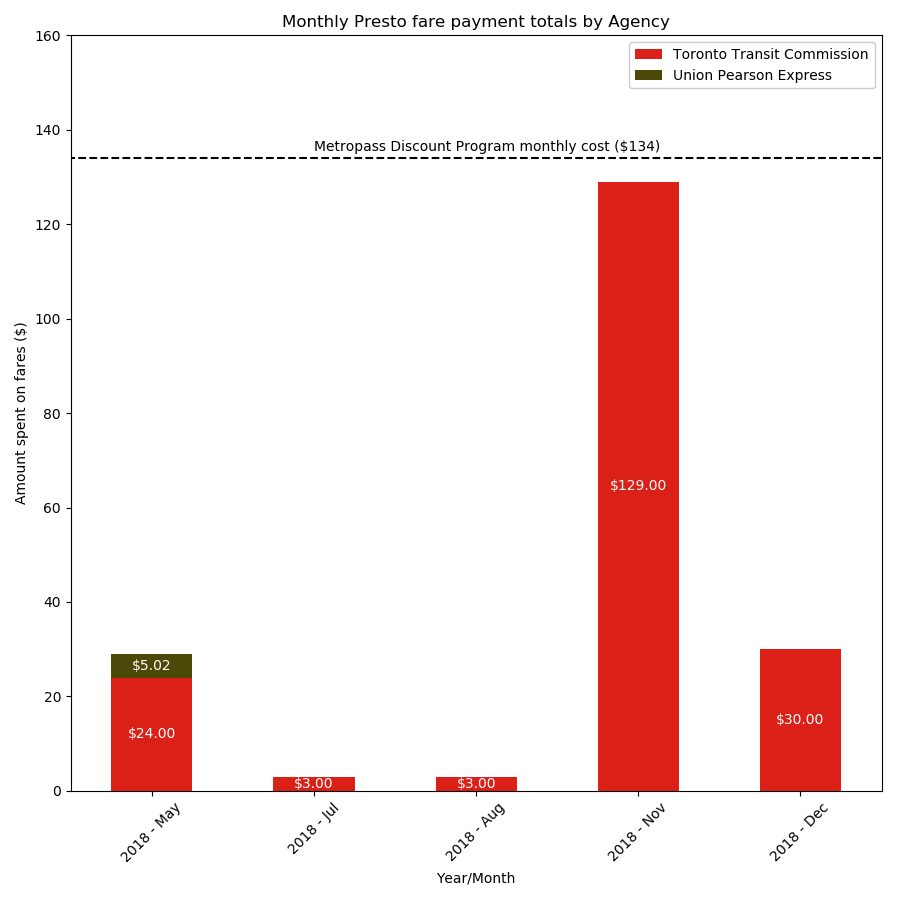 Monthly Presto fare payment totals by Agency
Toronto Transit Commission
Union Pearson Express
Metropass Discount Program monthly cost ($134)
Amount spent on fares ($)
160
140
120
100
80
60
40
20
0
$5.02
$24.00
$3.00
$3.00
$129.00
$30.00
2018 - May
2018 - Jul
2018 - Aug
2018 - Nov
2018 - Dec
Year/Month